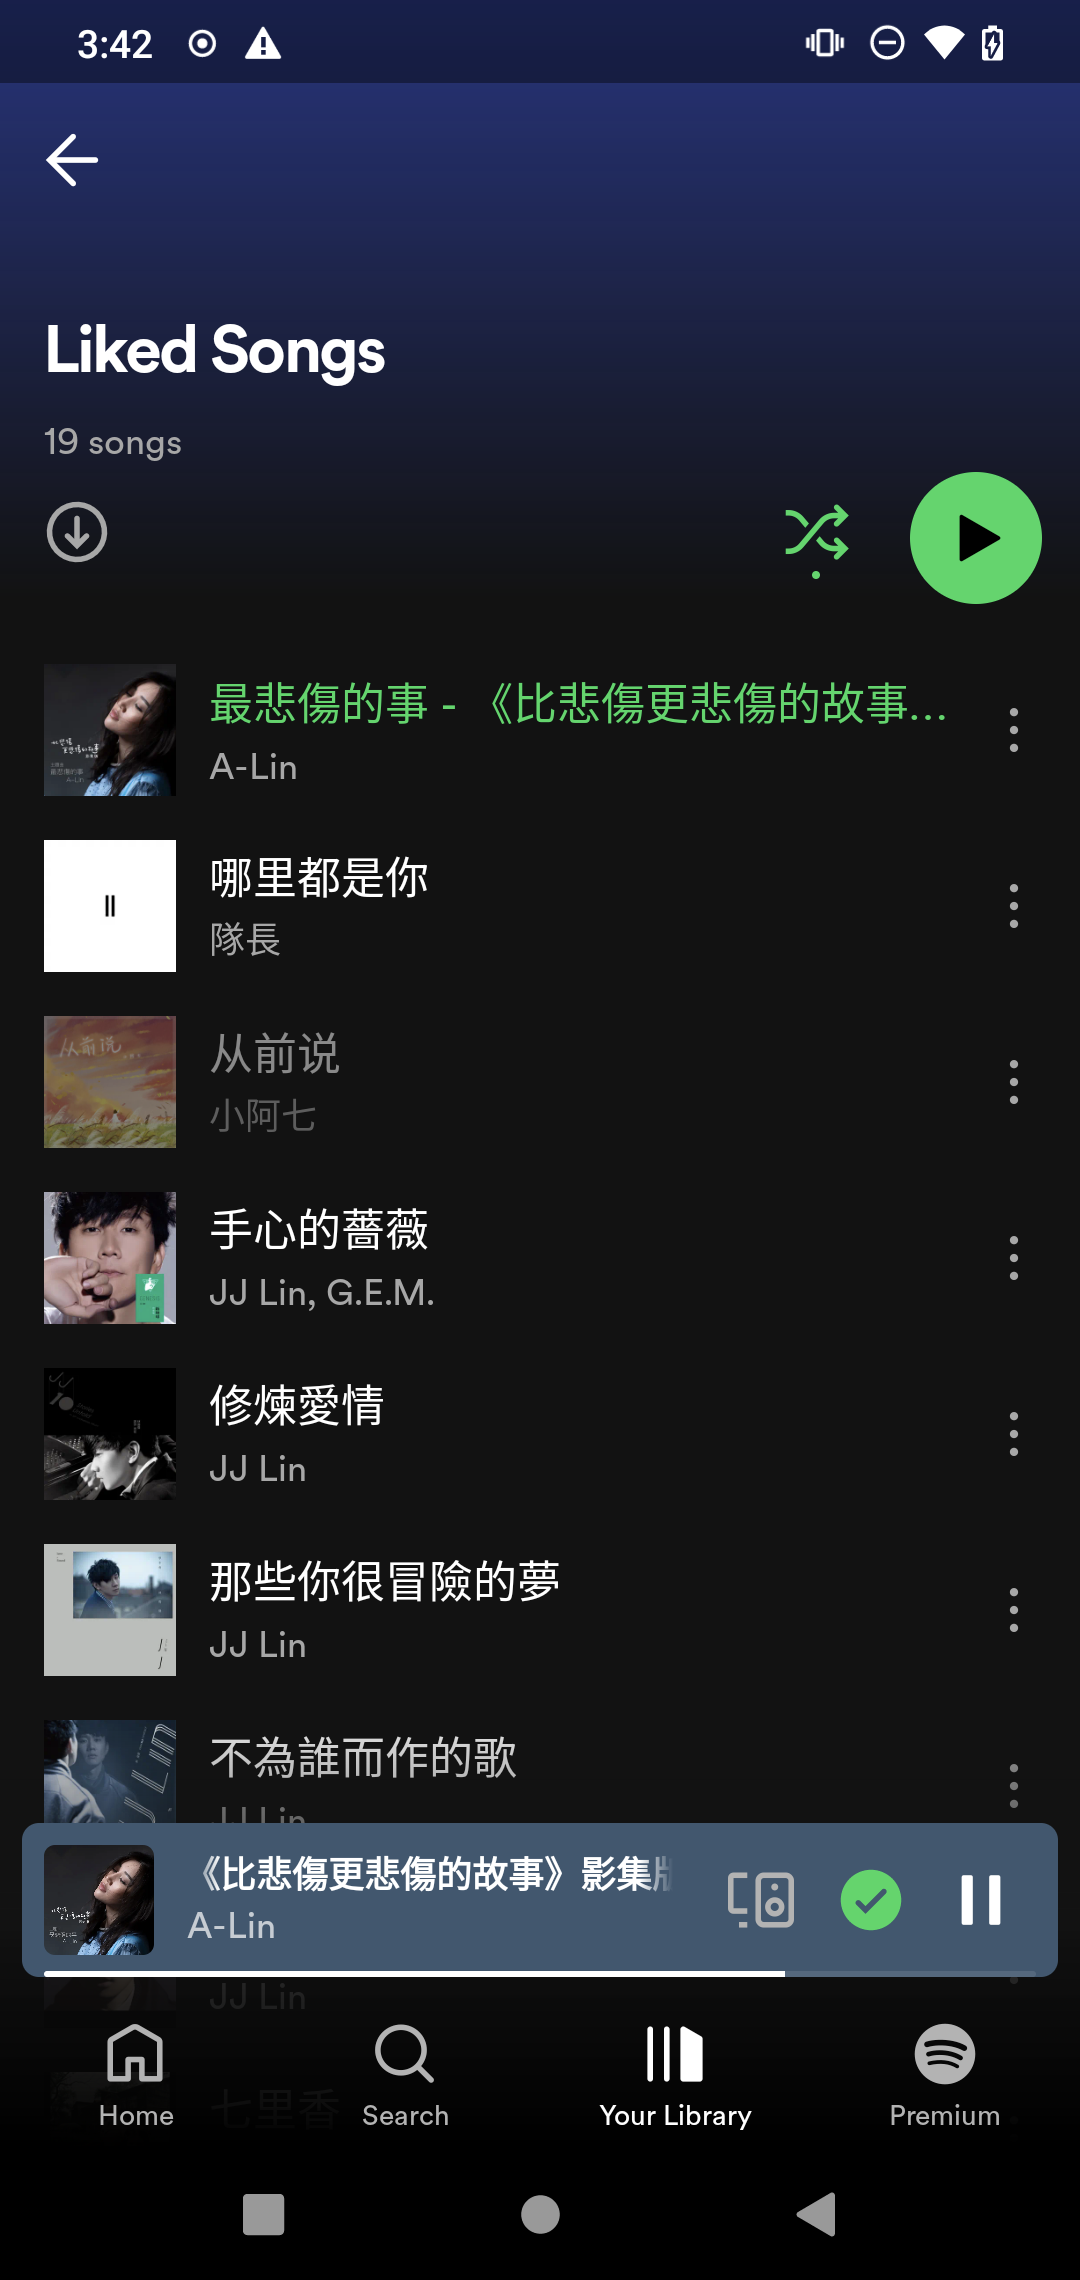 3:42
Liked Songs
19 songs
最悲傷的事 - 《比悲傷更悲傷的故事...
A-Lin
哪里都是你
隊長
从前说
小阿七
手心的薔薇
JJ Lin, G.E.M.
修煉愛情
JJ Lin
那些你很冒險的夢
JJ Lin
不為誰而作的歌
JJ Lin
《比悲傷更悲傷的故事》影集版
A-Lin
JJ Lin
七里香
Home
Search
Your Library
Premium